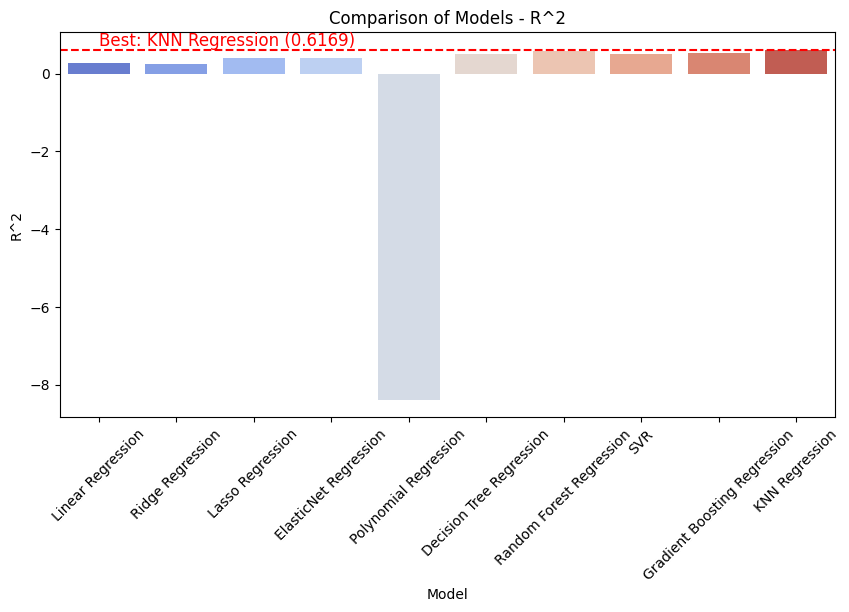 Comparison of Models - R^2
Best: KNN Regression (0.6169)
R^2
0
−2
−4
−6
−8
Linear Regression
Ridge Regression
Lasso Regression
ElasticNet Regression
Polynomial Regression
Decision Tree Regression
Random Forest Regression
SVR
Gradient Boosting Regression
KNN Regression
Model